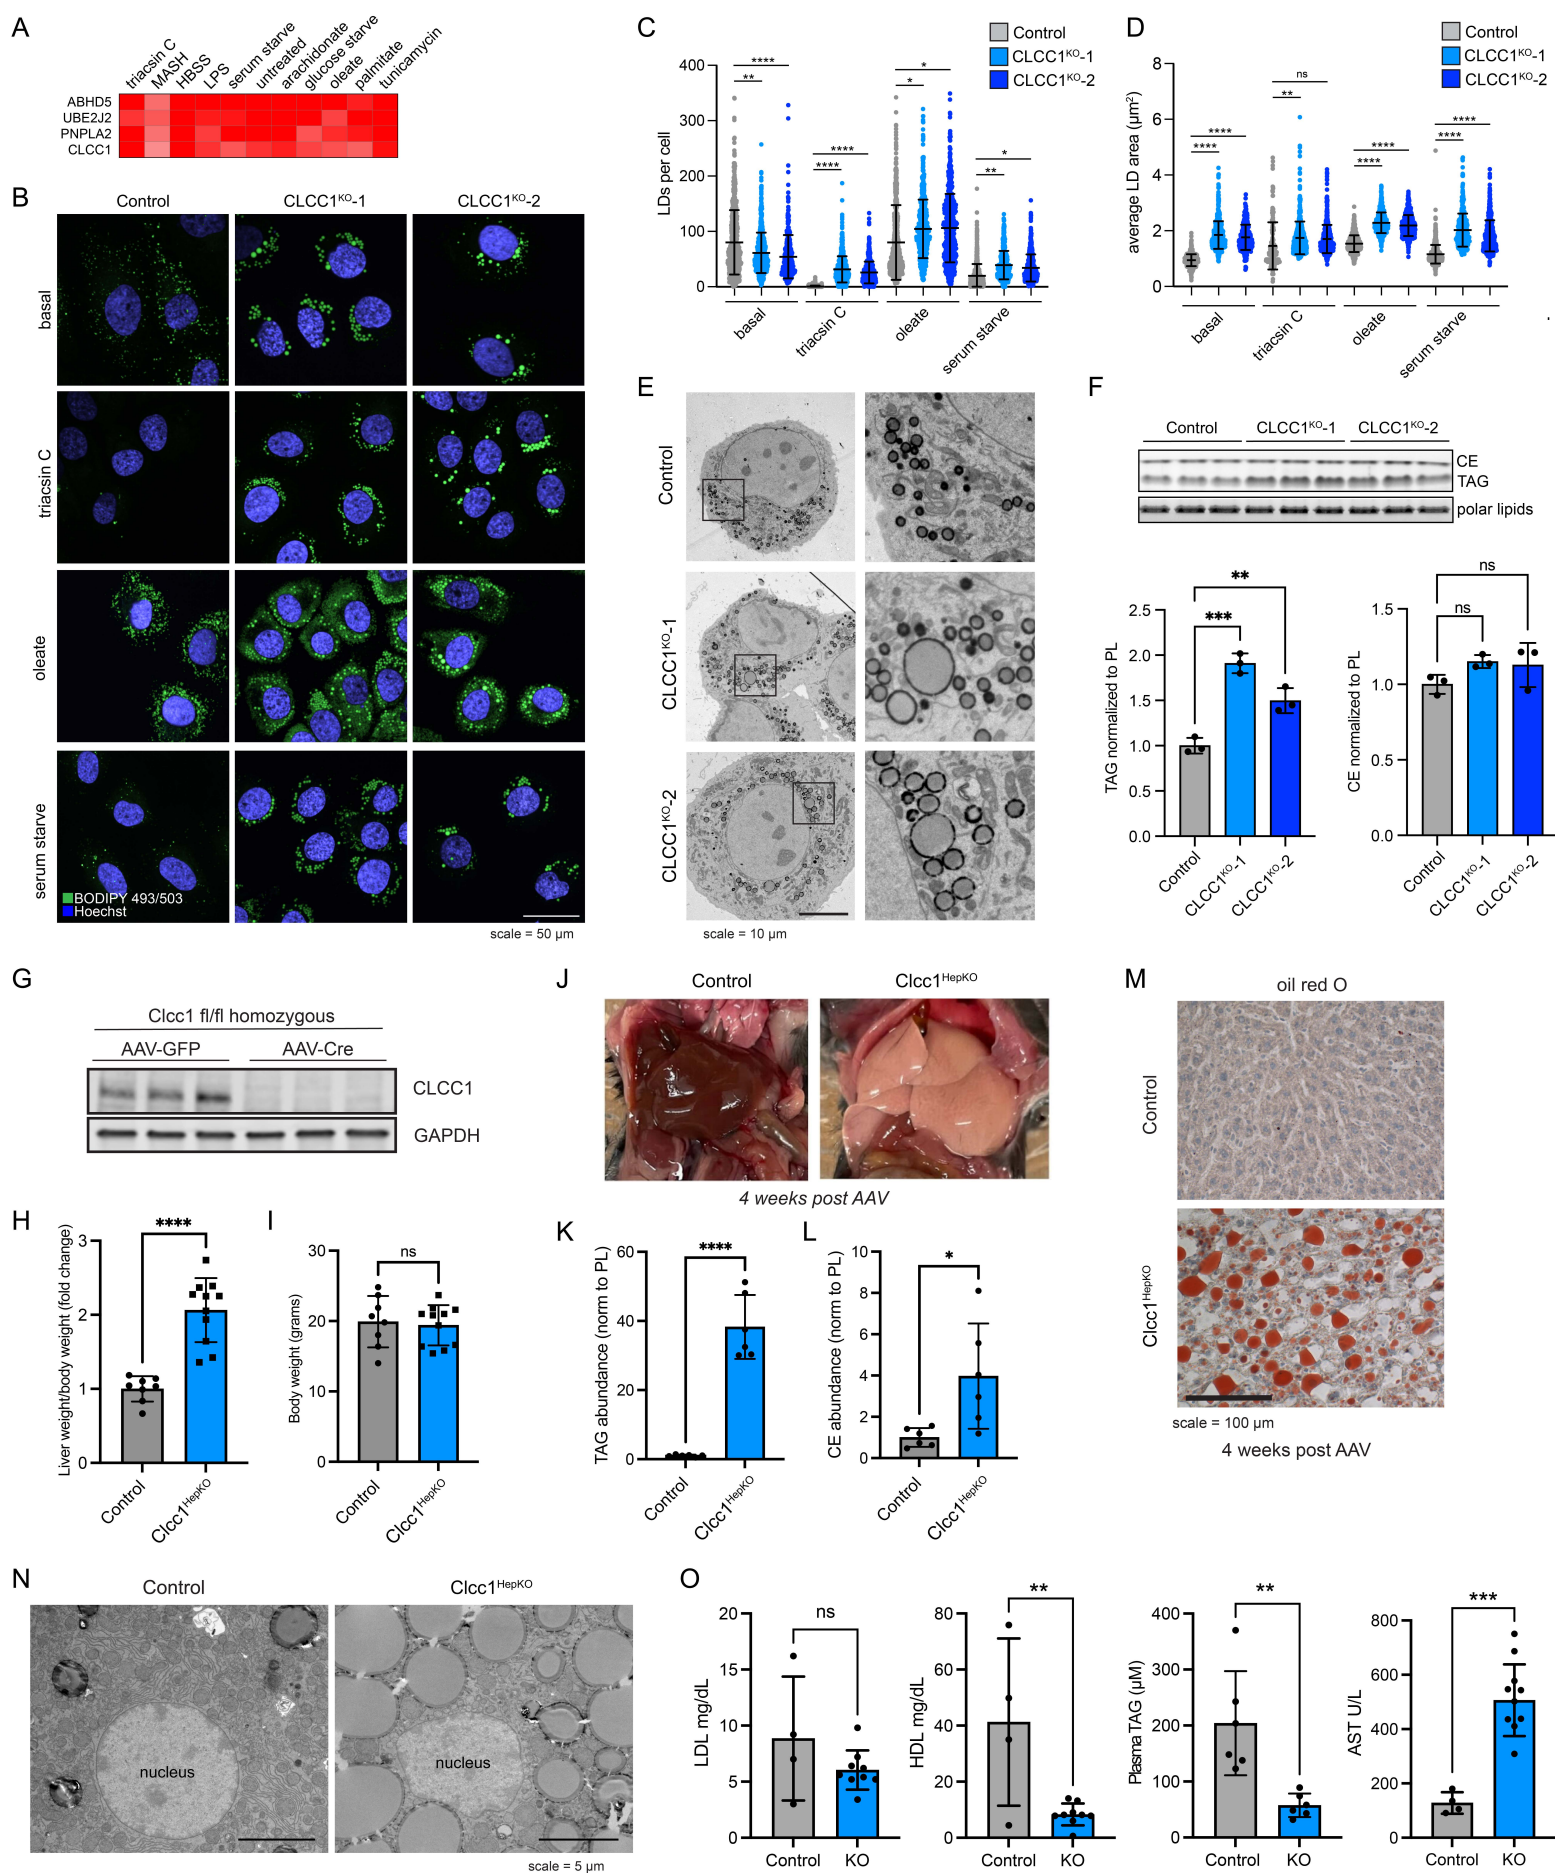 A
triacsin C
MASH
HBSS
LPS
serum starve
untreated
arachidonate
glucose starve
oleate
palmitate
tunicamycin
ABHD5
UBE2J2
PNPLA2
CLCC1
B
Control
CLCC1KO-1
CLCC1KO-2
basal
triacsin C
oleate
serum starve
BODIPY 493/503
Hoechst
scale = 50 µm
C
Control
CLCC1KO-1
CLCC1KO-2
LDs per cell
400
300
200
100
0
**
****
****
****
*
*
**
*
basal
triacsin C
oleate
serum starve
D
Control
CLCC1KO-1
CLCC1KO-2
average LD area (µm2)
8
6
4
2
0
****
****
**
ns
****
****
****
****
basal
triacsin C
oleate
serum starve
E
Control
CLCC1KO-1
CLCC1KO-2
scale = 10 µm
F
Control
CLCC1KO-1
CLCC1KO-2
CE
TAG
polar lipids
TAG normalized to PL
2.5
2.0
1.5
1.0
0.5
0.0
**
***
Control
CLCC1KO-1
CLCC1KO-2
CE normalized to PL
1.5
1.0
0.5
0.0
ns
ns
Control
CLCC1KO-1
CLCC1KO-2
G
Clcc1 fl/fl homozygous
AAV-GFP
AAV-Cre
CLCC1
GAPDH
H
Liver weight/body weight (fold change)
3
2
1
0
****
Control
Clcc1HepKO
I
Body weight (grams)
30
20
10
0
ns
Control
Clcc1HepKO
J
Control
Clcc1HepKO
4 weeks post AAV
K
TAG abundance (norm to PL)
60
40
20
0
****
Control
Clcc1HepKO
L
CE abundance (norm to PL)
10
8
6
4
2
0
*
Control
Clcc1HepKO
M
oil red O
Control
Clcc1HepKO
scale = 100 µm
4 weeks post AAV
N
Control
Clcc1HepKO
nucleus
nucleus
scale = 5 µm
O
LDL mg/dL
20
15
10
5
0
ns
Control
KO
HDL mg/dL
80
60
40
20
0
**
Control
KO
Plasma TAG (µM)
400
300
200
100
0
**
Control
KO
AST U/L
800
600
400
200
0
***
Control
KO